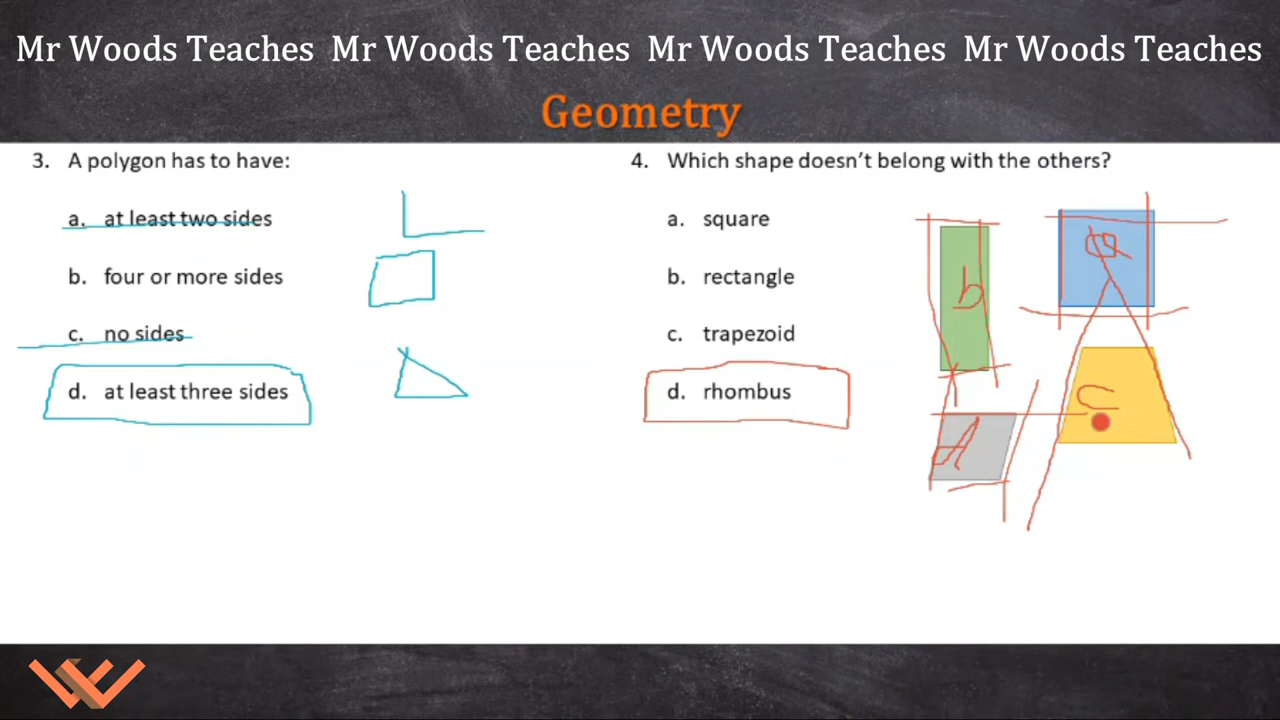 Mr Woods Teaches Mr Woods Teaches Mr Woods Teaches Mr Woods Teaches
Geometry
3. A polygon has to have:
a. at least two sides
b. four or more sides
c. no sides
d. at least three sides
4. Which shape doesn't belong with the others?
a. square
b. rectangle
c. trapezoid
d. rhombus
b
a
c
d